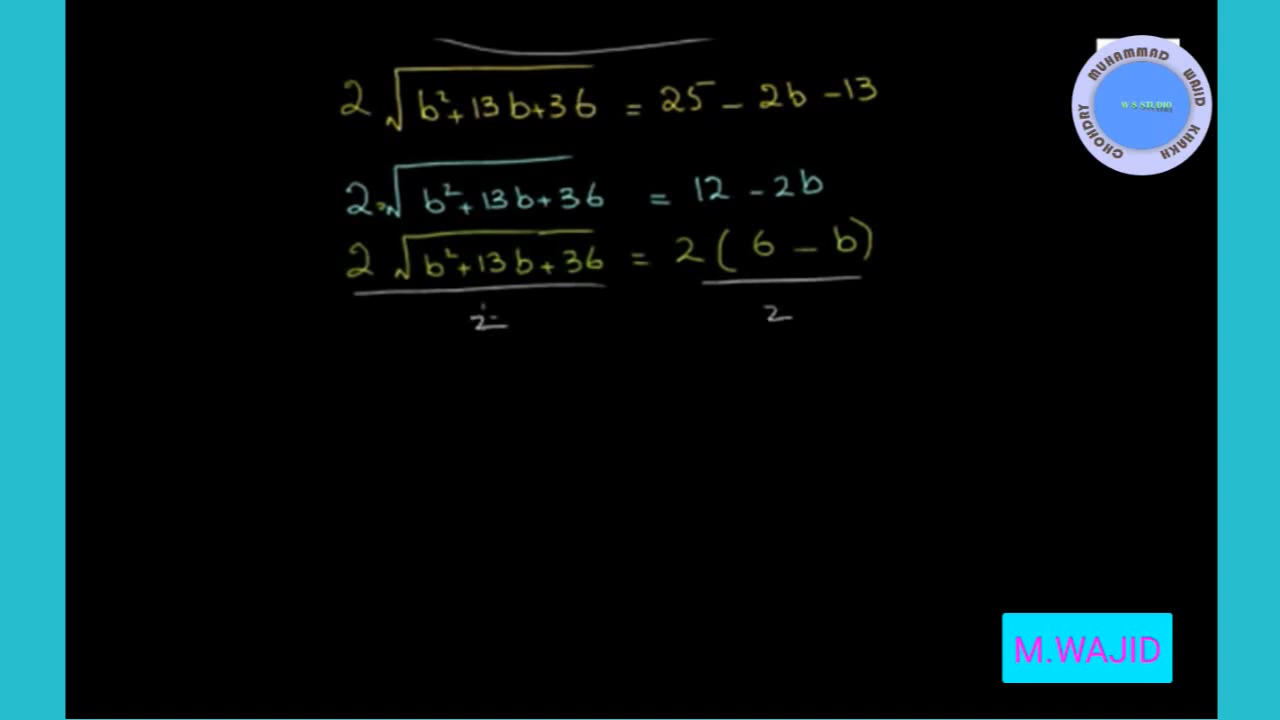 2√b²+13b+36 = 25 - 2b - 13
2·√b²+13b+36 = 12 - 2b
2√b²+13b+36 = 2(6 - b)
2 2
MUHAMMAD WAJID KHAKH CHOHDRY
W S STUDIO
M.WAJID